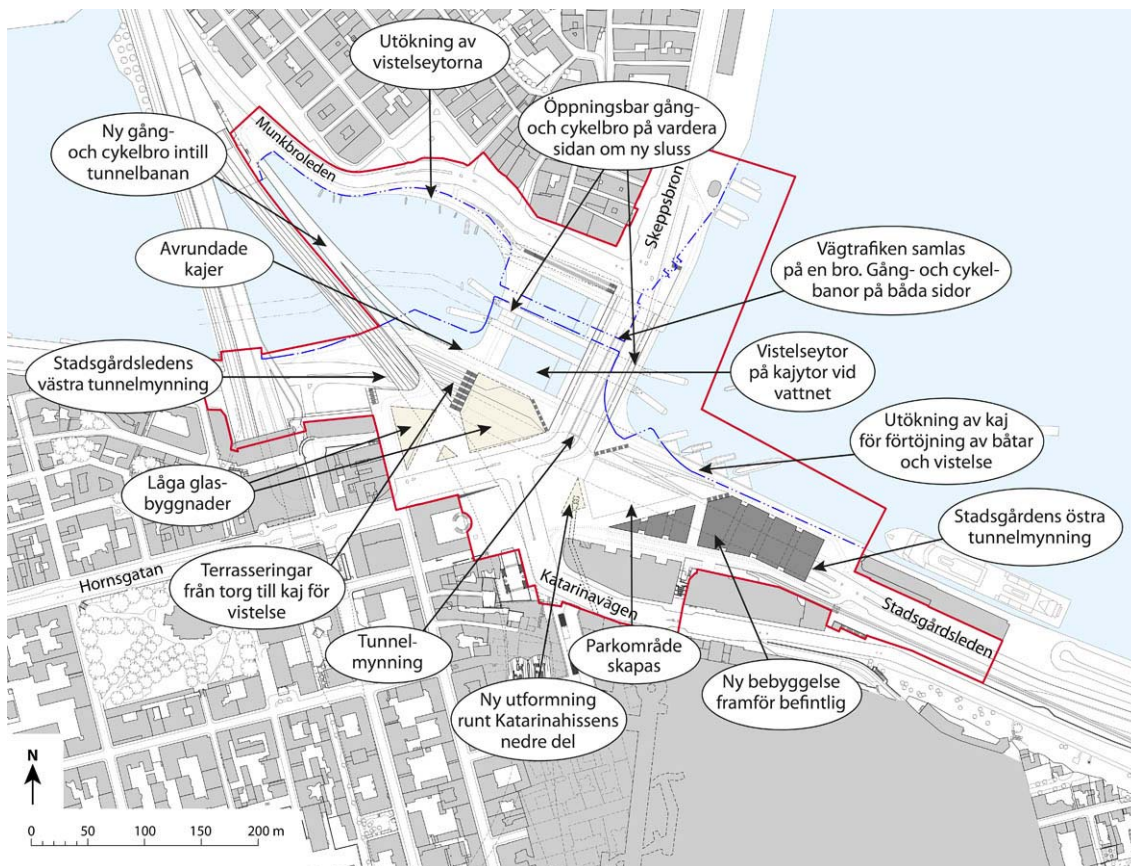 Utökning av
vistelseytorna
Öppningsbar gång-
och cykelbro på vardera
sidan om ny sluss
Ny gång-
och cykelbro intill
tunnelbanan
Munkbroleden
Skeppsbron
Avrundade
kajer
Vägtrafiken samlas
på en bro. Gång- och cykel-
banor på båda sidor
Stadsgårdsledens
västra tunnelmynning
Vistelseytor
på kajytor vid
vattnet
Utökning av kaj
för förtöjning av båtar
och vistelse
Låga glas-
byggnader
Stadsgårdens östra
tunnelmynning
Hornsgatan
Terrasseringar
från torg till kaj för
vistelse
Katarinavägen
Stadsgårdsleden
Tunnel-
mynning
Parkområde
skapas
Ny bebyggelse
framför befintlig
Ny utformning
runt Katarinahissens
nedre del
N
0 50 100 150 200 m